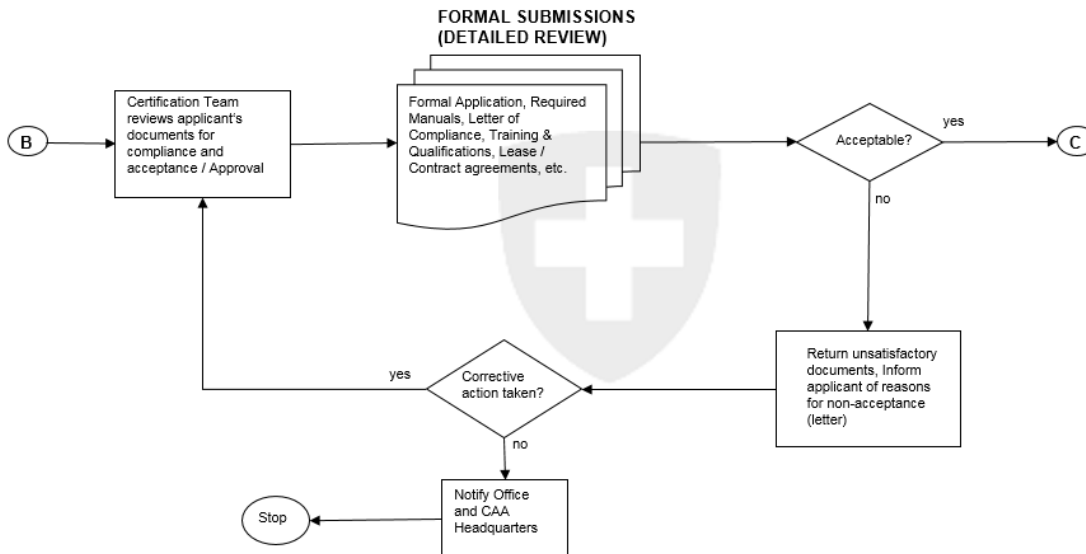 FORMAL SUBMISSIONS
(DETAILED REVIEW)
B
Certification Team
reviews applicant's
documents for
compliance and
acceptance / Approval
Formal Application, Required
Manuals, Letter of
Compliance, Training &
Qualifications, Lease /
Contract agreements, etc.
Acceptable?
yes
C
no
Return unsatisfactory
documents, Inform
applicant of reasons
for non-acceptance
(letter)
Corrective
action taken?
yes
no
Notify Office
and CAA
Headquarters
Stop